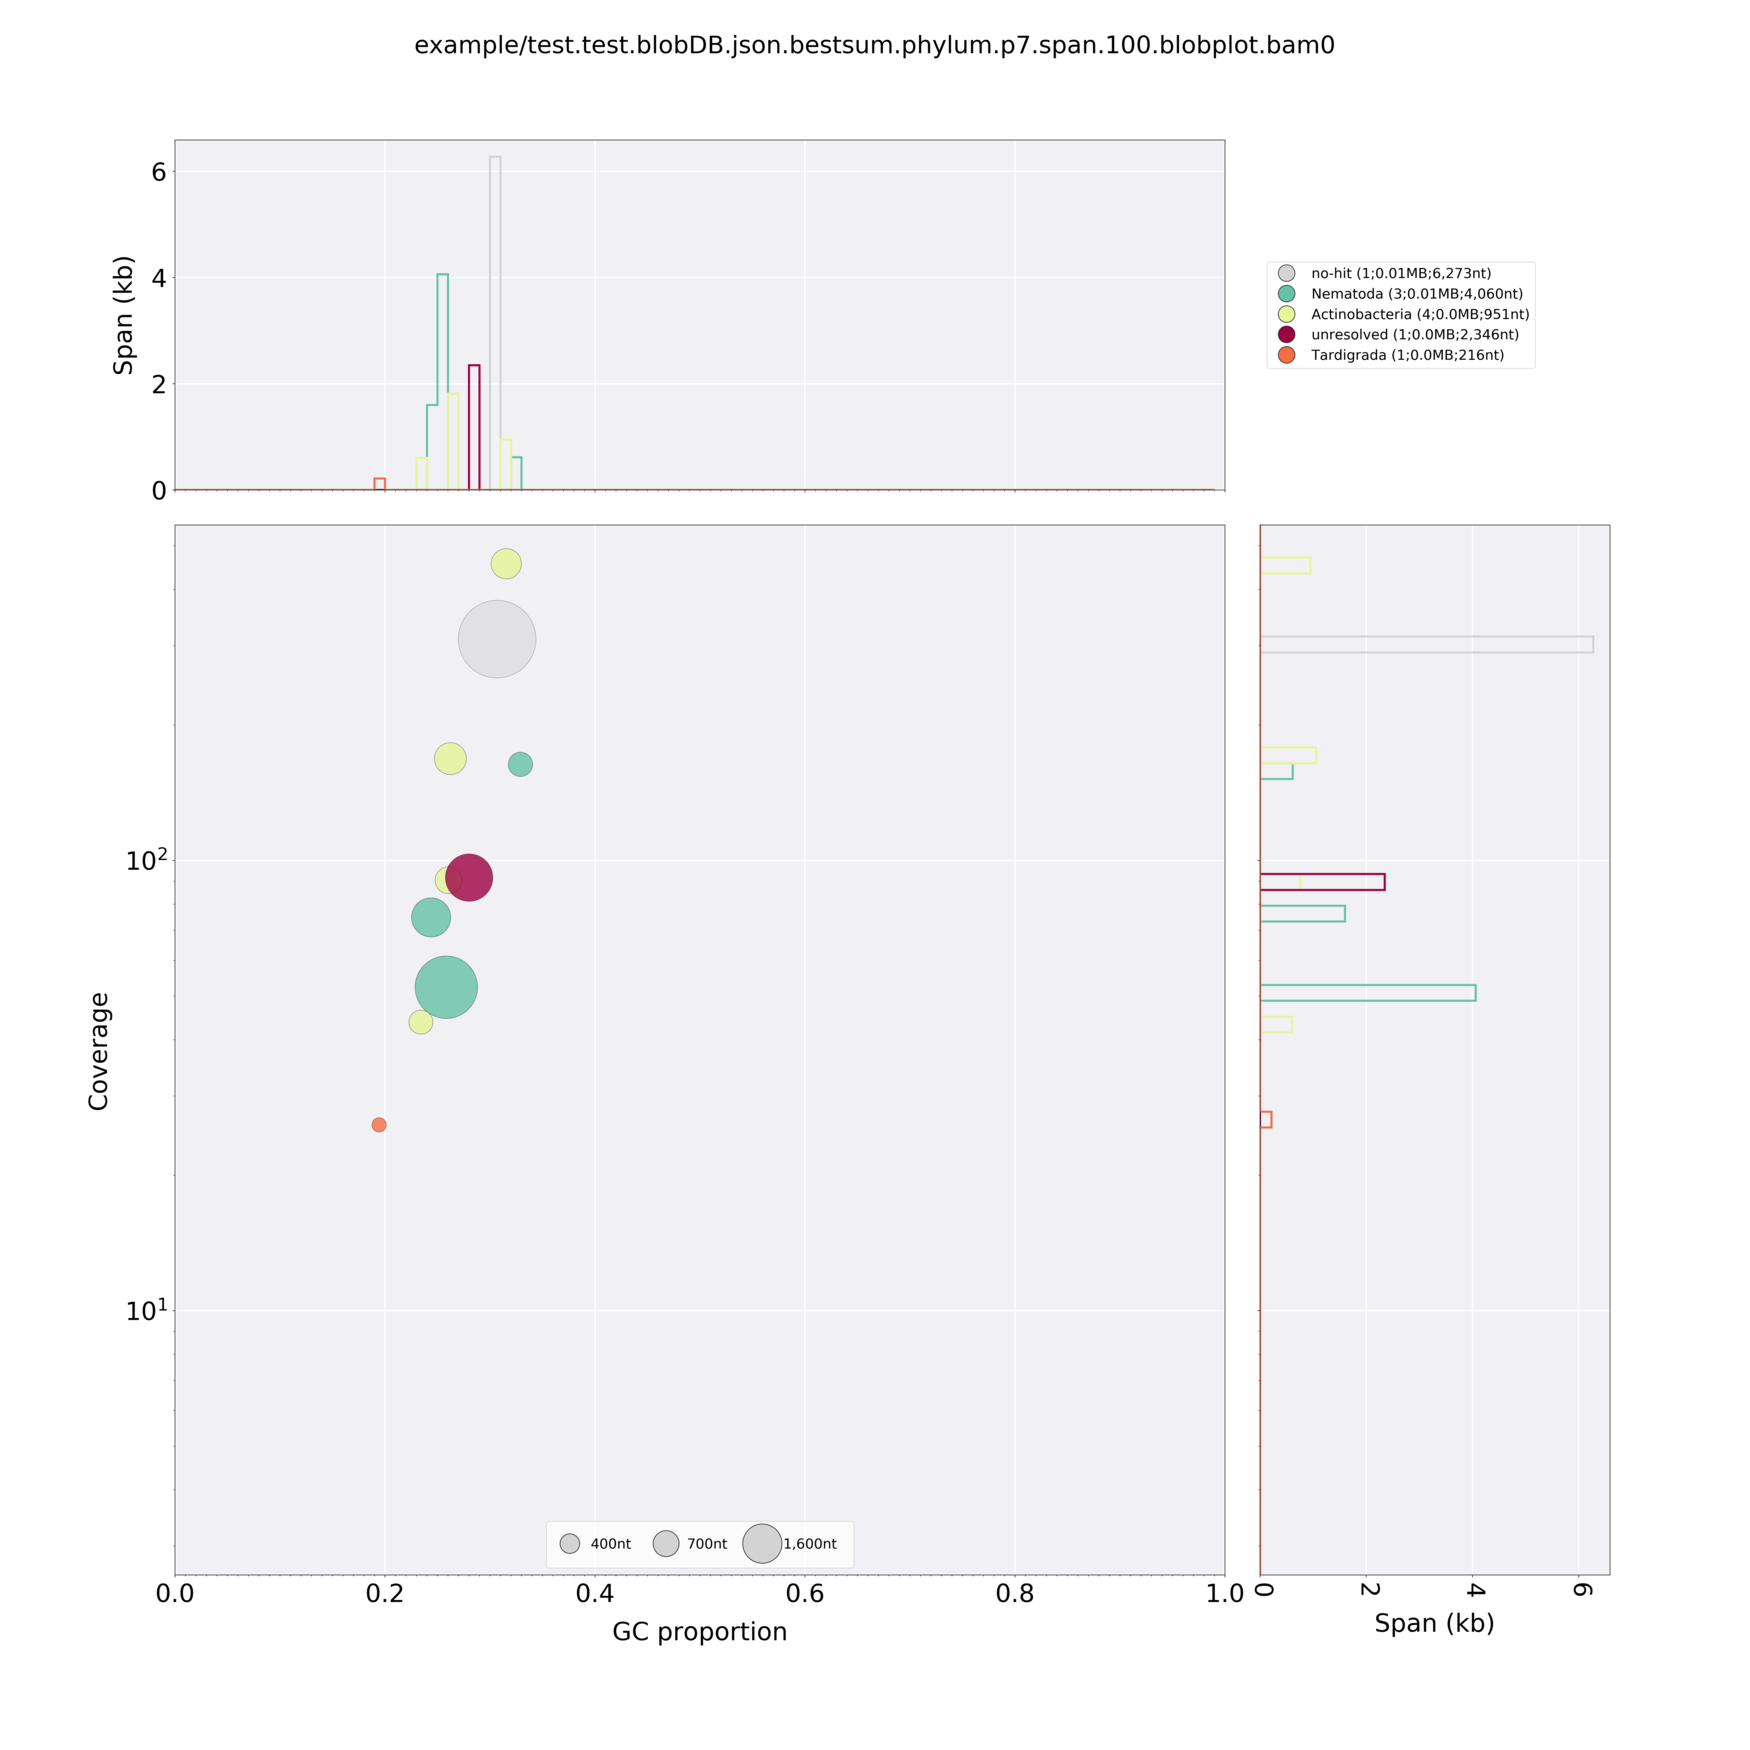 example/test.test.blobDB.json.bestsum.phylum.p7.span.100.blobplot.bam0
6
4
2
0
Span (kb)
no-hit (1;0.01MB;6,273nt)
Nematoda (3;0.01MB;4,060nt)
Actinobacteria (4;0.0MB;951nt)
unresolved (1;0.0MB;2,346nt)
Tardigrada (1;0.0MB;216nt)
10²
10¹
Coverage
400nt 700nt 1,600nt
0.0 0.2 0.4 0.6 0.8 1.0
GC proportion
0 2 4 6
Span (kb)